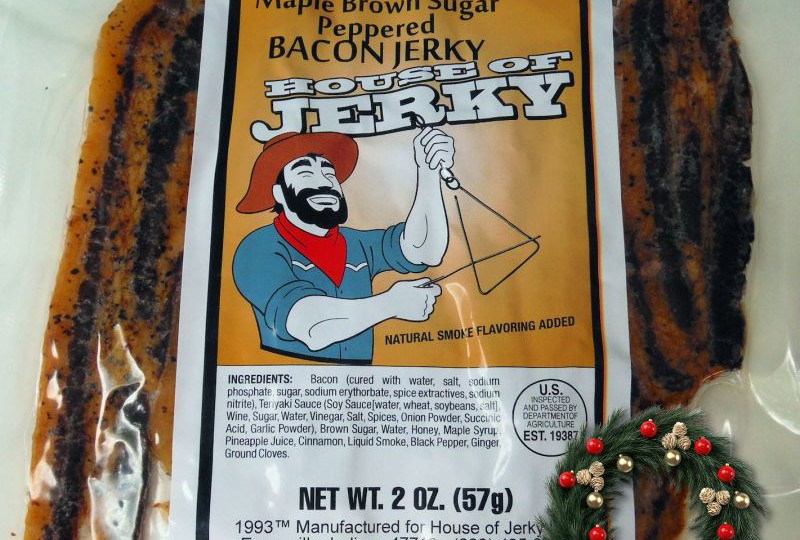 Maple Brown Sugar
Peppered
BACON JERKY
HOUSE OF
JERKY
NATURAL SMOKE FLAVORING ADDED
INGREDIENTS: Bacon (cured with water, salt, sodium
phosphate, sugar, sodium erythorbate, spice extractives, sodium
nitrite), Teriyaki Sauce (Soy Sauce[water, wheat, soybeans, salt],
Wine, Sugar, Water, Vinegar, Salt, Spices, Onion Powder, Succinic
Acid, Garlic Powder), Brown Sugar, Water, Honey, Maple Syrup,
Pineapple Juice, Cinnamon, Liquid Smoke, Black Pepper, Ginger,
Ground Cloves.
U.S.
INSPECTED
AND PASSED BY
DEPARTMENT OF
AGRICULTURE
EST. 19387
NET WT. 2 OZ. (57g)
1993™ Manufactured for House of Jerky